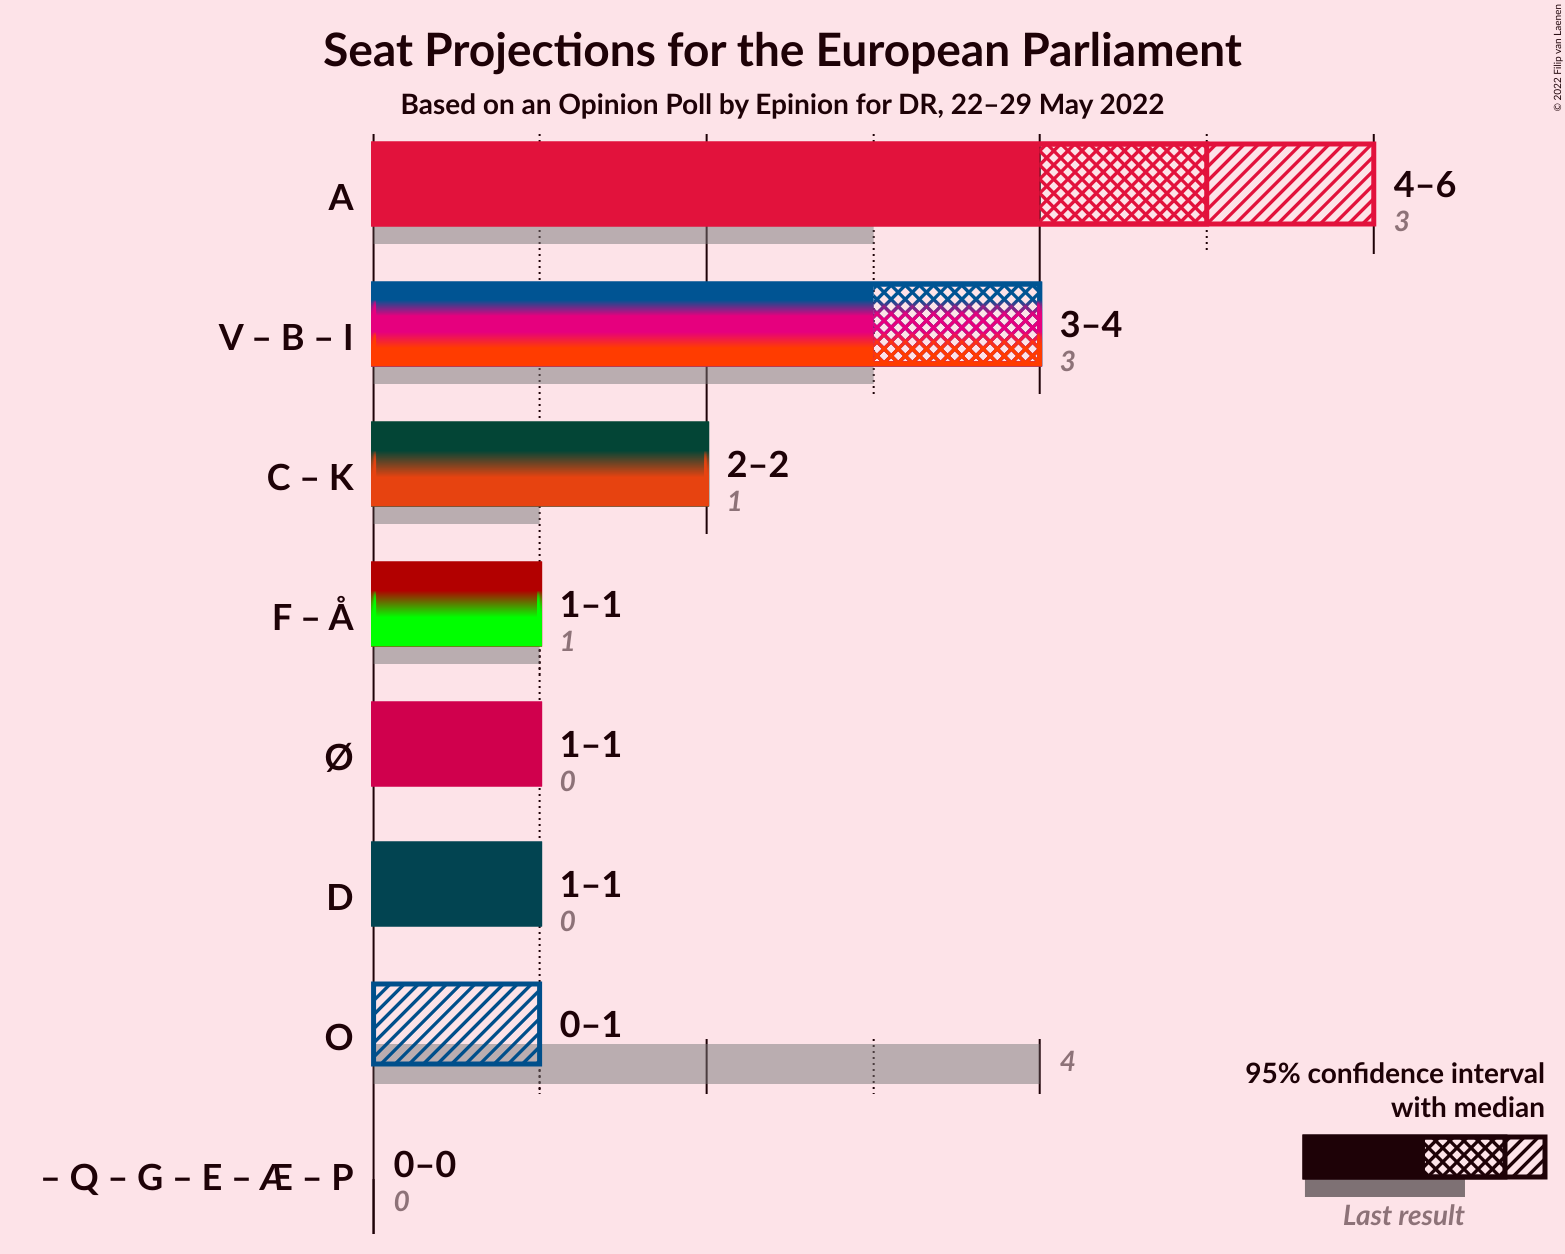 Seat Projections for the European Parliament
Based on an Opinion Poll by Epinion for DR, 22–29 May 2022
© 2022 Filip van Laenen
A
4–6
3
V – B – I
3–4
3
C – K
2–2
1
F – Å
1–1
1
Ø
1–1
0
D
1–1
0
O
0–1
4
– Q – G – E – Æ – P
0–0
0
95% confidence interval
with median
Last result